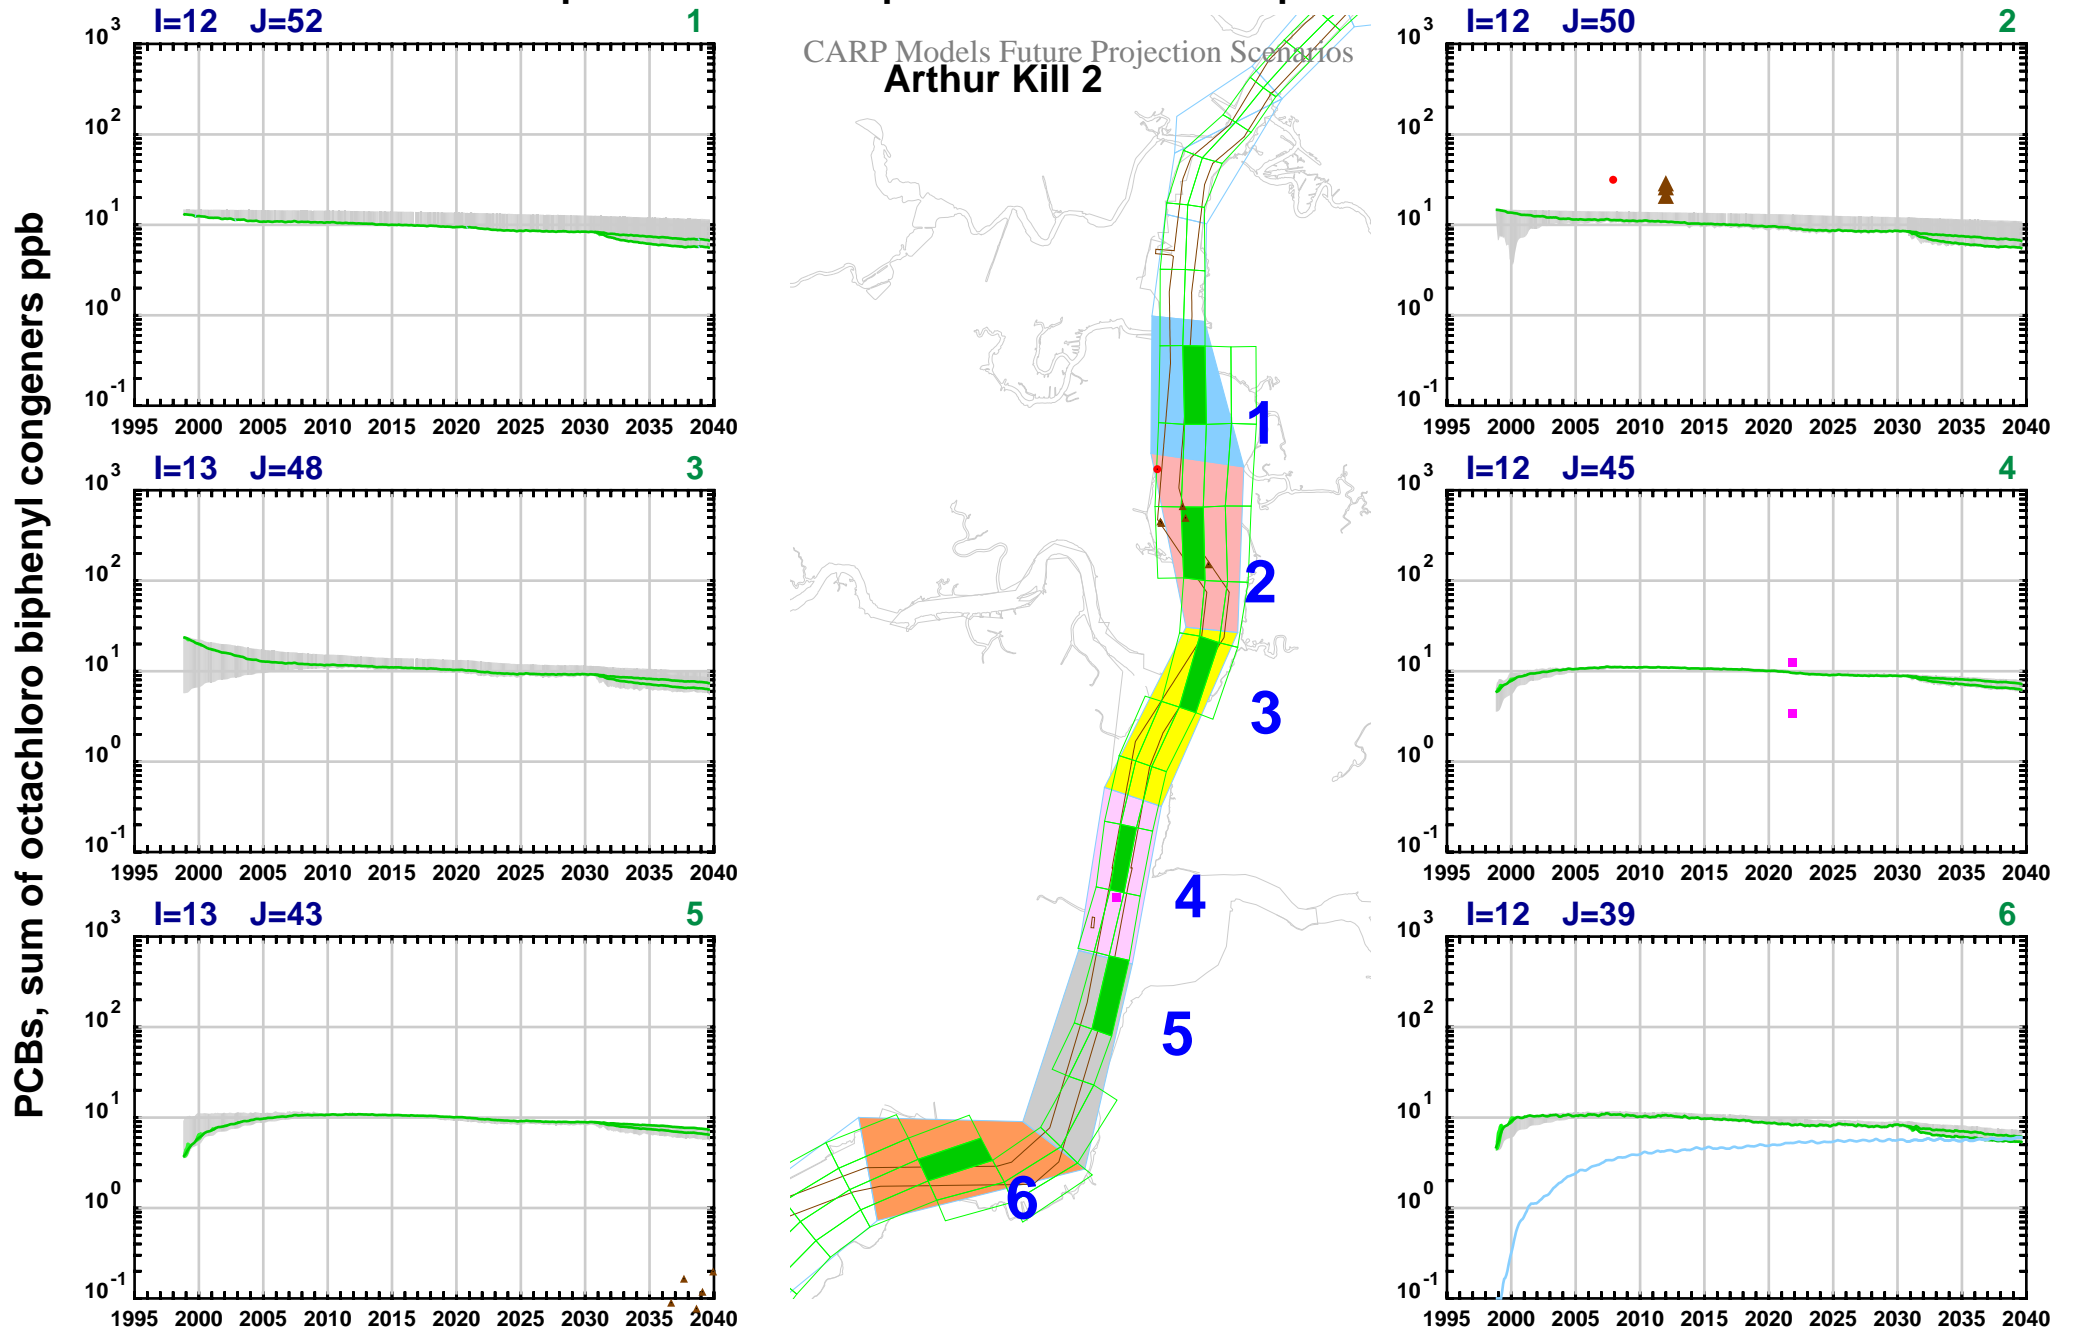 CARP Models Future Projection Scenarios
Arthur Kill 2
PCBs, sum of octachloro biphenyl congeners ppb
I=12 J=52 1
10^3
10^2
10^1
10^0
10^-1
1995 2000 2005 2010 2015 2020 2025 2030 2035 2040
I=12 J=50 2
10^3
10^2
10^1
10^0
10^-1
1995 2000 2005 2010 2015 2020 2025 2030 2035 2040
I=13 J=48 3
10^3
10^2
10^1
10^0
10^-1
1995 2000 2005 2010 2015 2020 2025 2030 2035 2040
I=12 J=45 4
10^3
10^2
10^1
10^0
10^-1
1995 2000 2005 2010 2015 2020 2025 2030 2035 2040
I=13 J=43 5
10^3
10^2
10^1
10^0
10^-1
1995 2000 2005 2010 2015 2020 2025 2030 2035 2040
I=12 J=39 6
10^3
10^2
10^1
10^0
10^-1
1995 2000 2005 2010 2015 2020 2025 2030 2035 2040
1
2
3
4
5
6